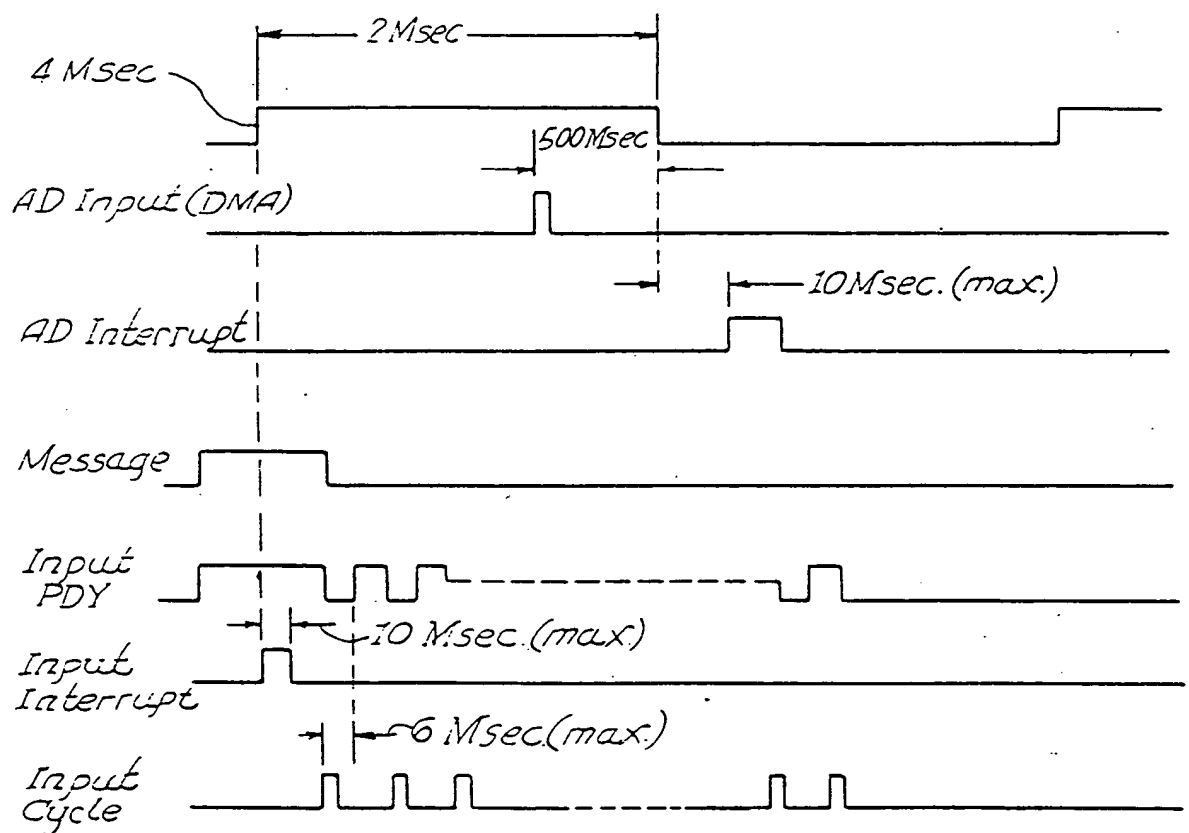 2 Msec
4 Msec
500 Msec
AD Input (DMA)
10 Msec. (max.)
AD Interrupt
Message
Input
PDY
10 Msec. (max)
Input
Interrupt
6 Msec. (max.)
Input
Cycle